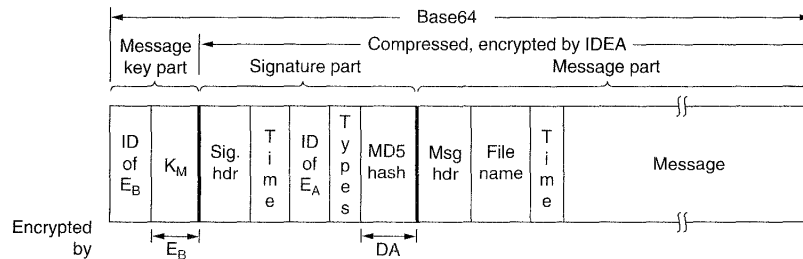 Base64
Message
key part
Compressed, encrypted by IDEA
Signature part
Message part
ID
of
E_B
K_M
Sig.
hdr
Time
ID
of
E_A
Types
MD5
hash
Msg
hdr
File
name
Time
Message
Encrypted
by
E_B
DA